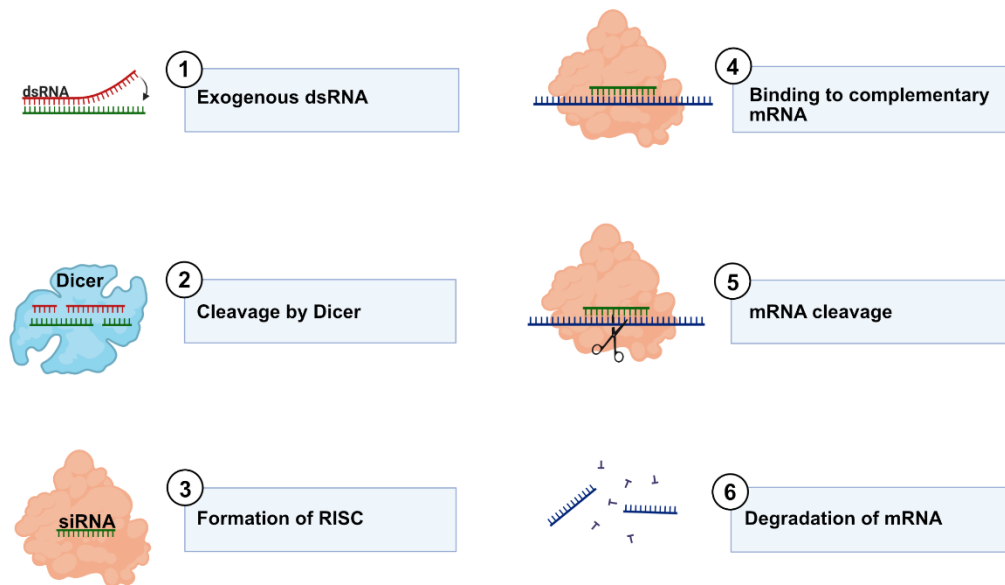 1
dsRNA
Exogenous dsRNA
2
Dicer
Cleavage by Dicer
3
siRNA
Formation of RISC
4
Binding to complementary
mRNA
5
mRNA cleavage
6
Degradation of mRNA